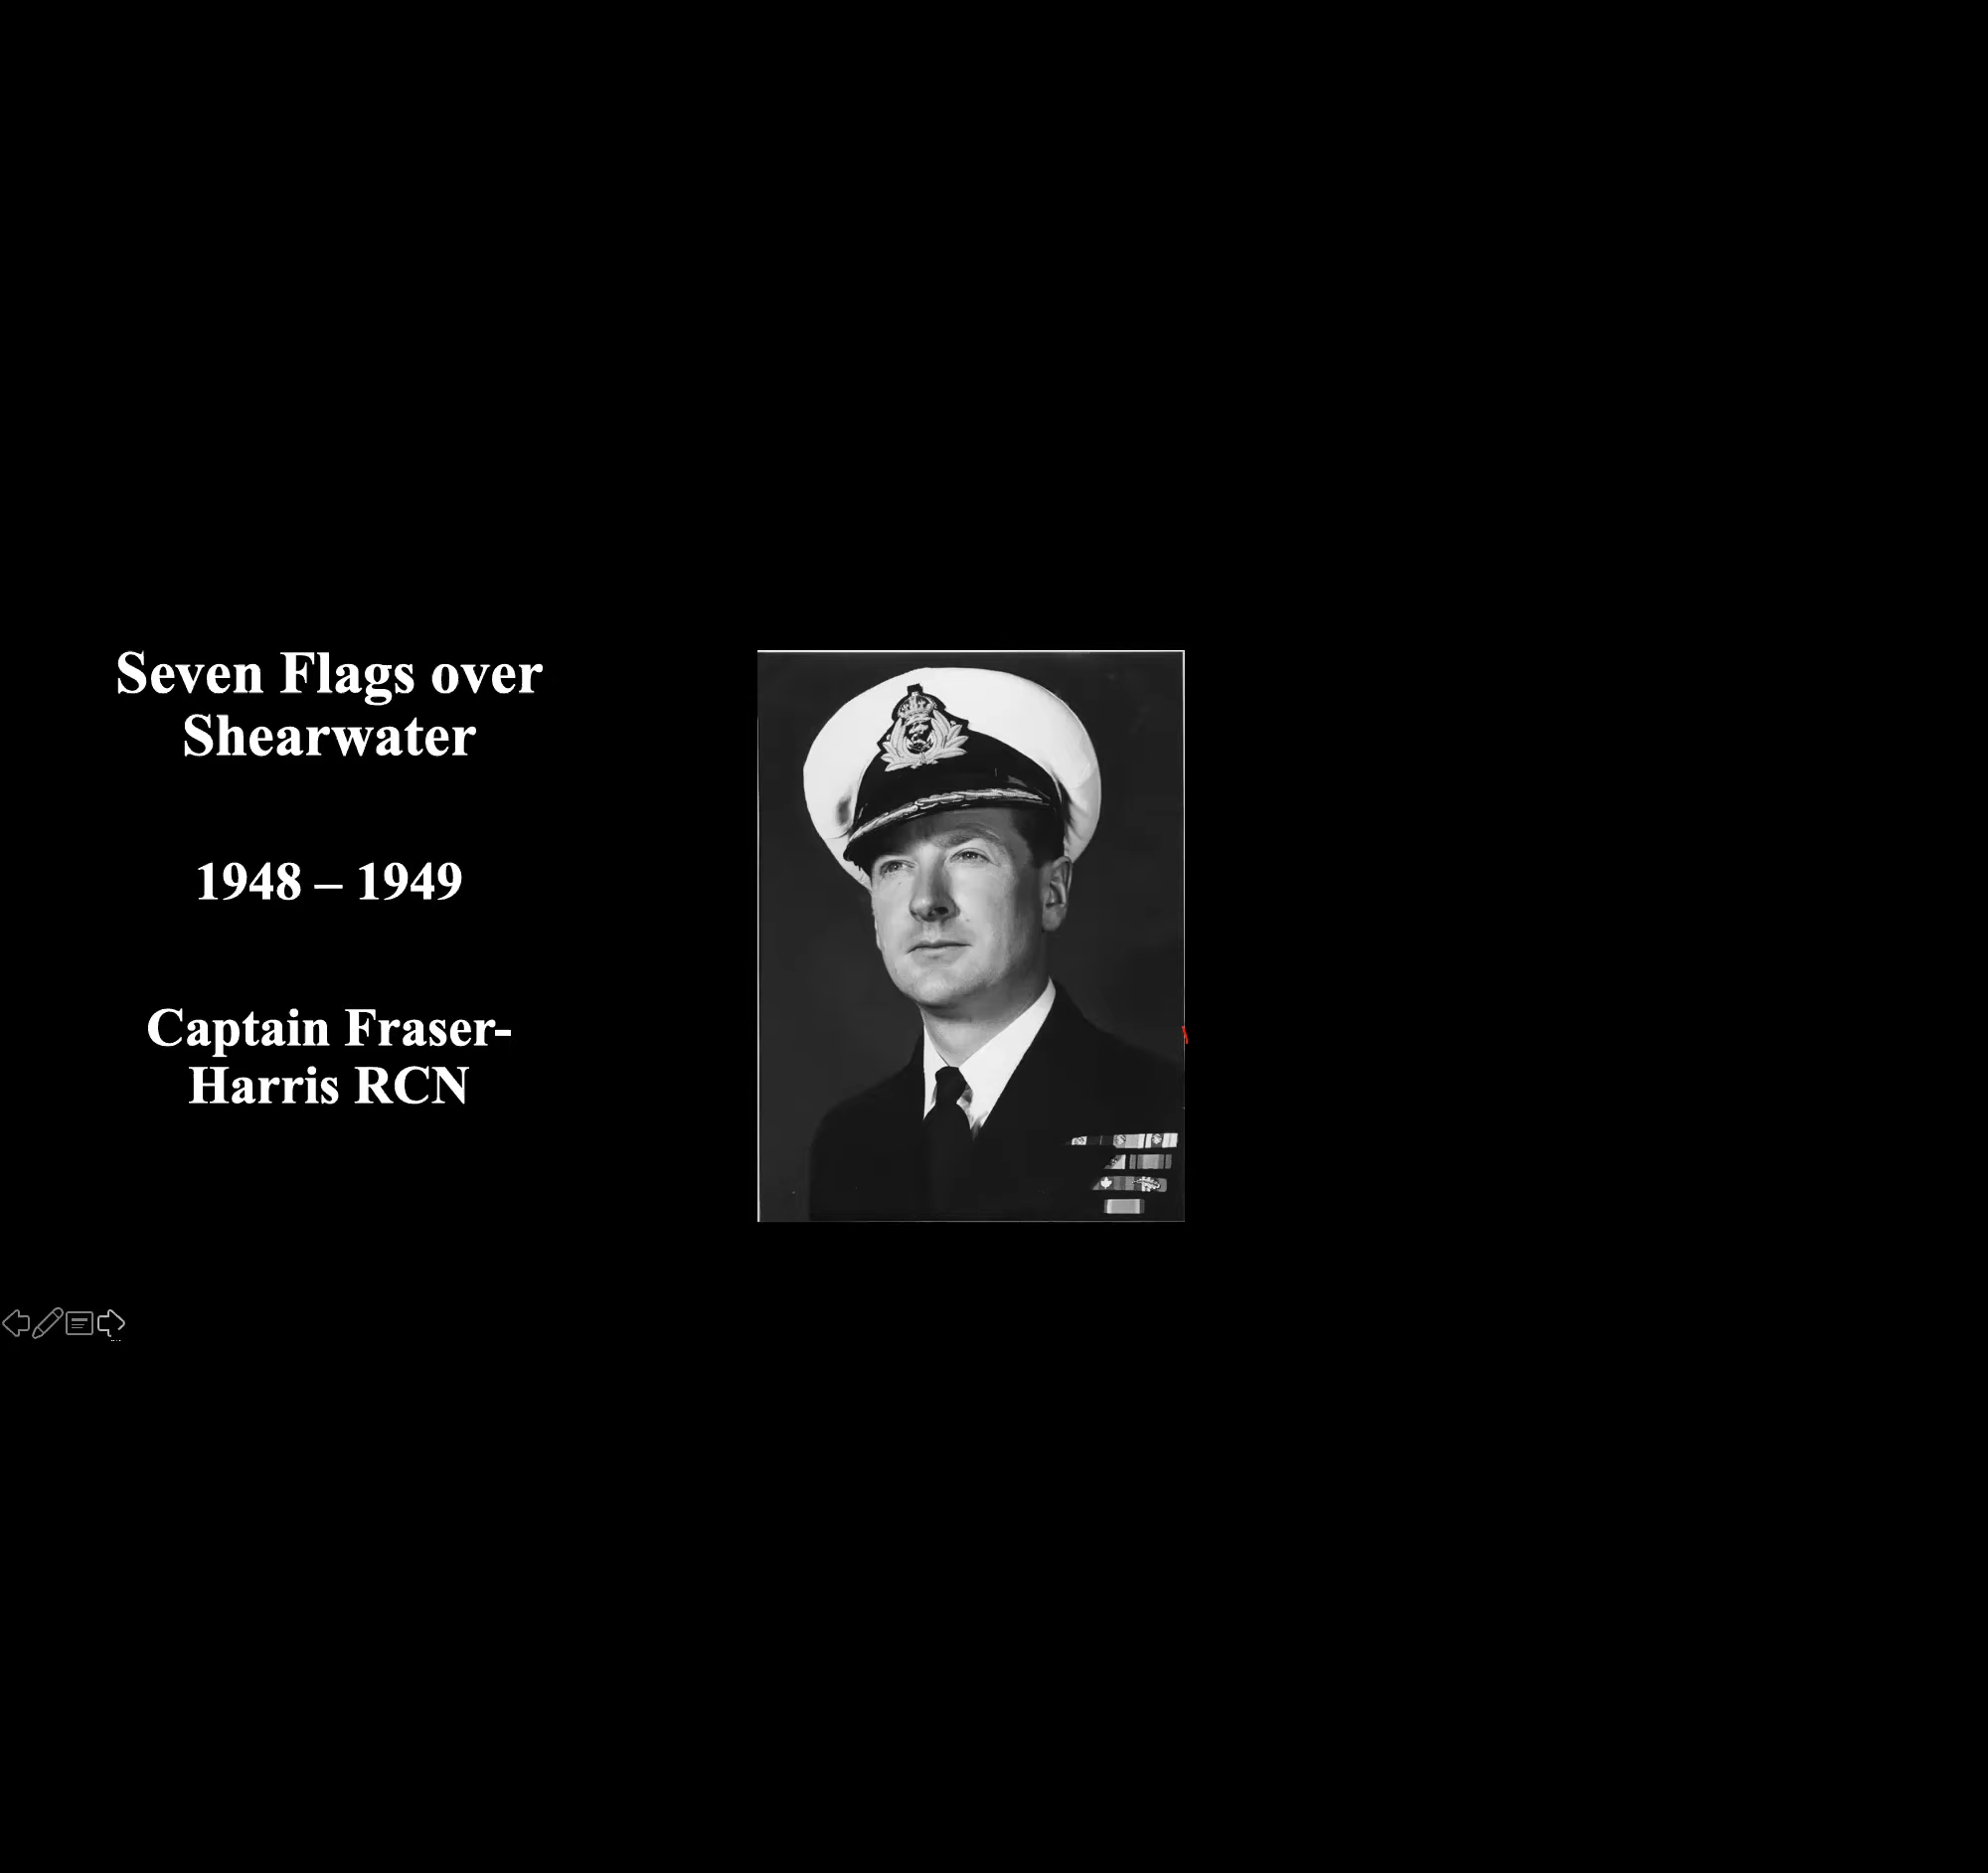 Seven Flags over
Shearwater
1948 – 1949
Captain Fraser-
Harris RCN